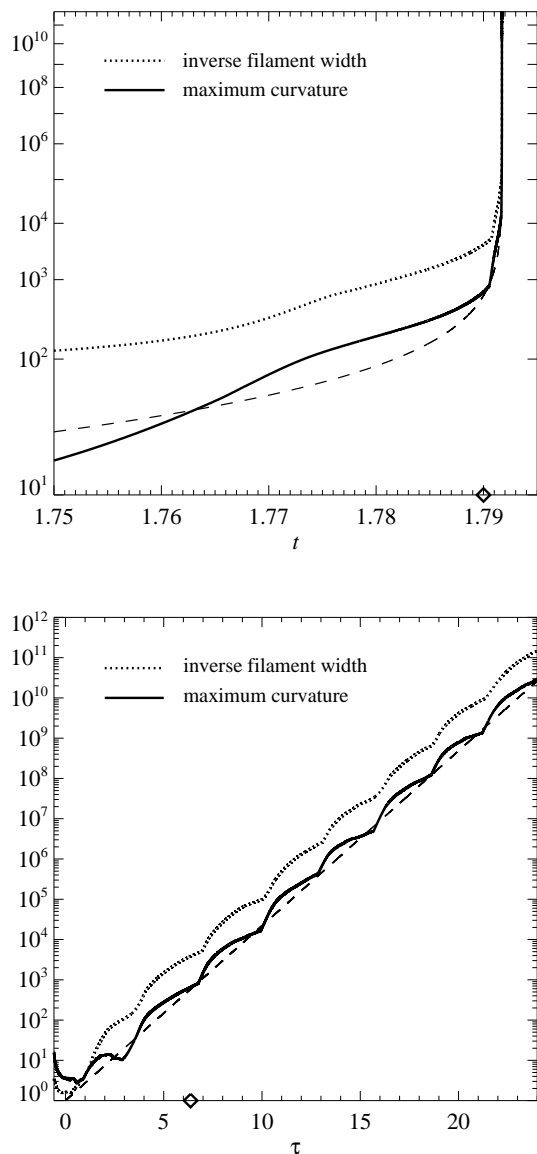 10^10
inverse filament width
10^8
maximum curvature
10^6
10^4
10^3
10^2
10^1
1.75 1.76 1.77 1.78 1.79
t
10^12
10^11
inverse filament width
10^10
maximum curvature
10^9
10^8
10^7
10^6
10^5
10^4
10^3
10^2
10^1
10^0
0 5 10 15 20
τ